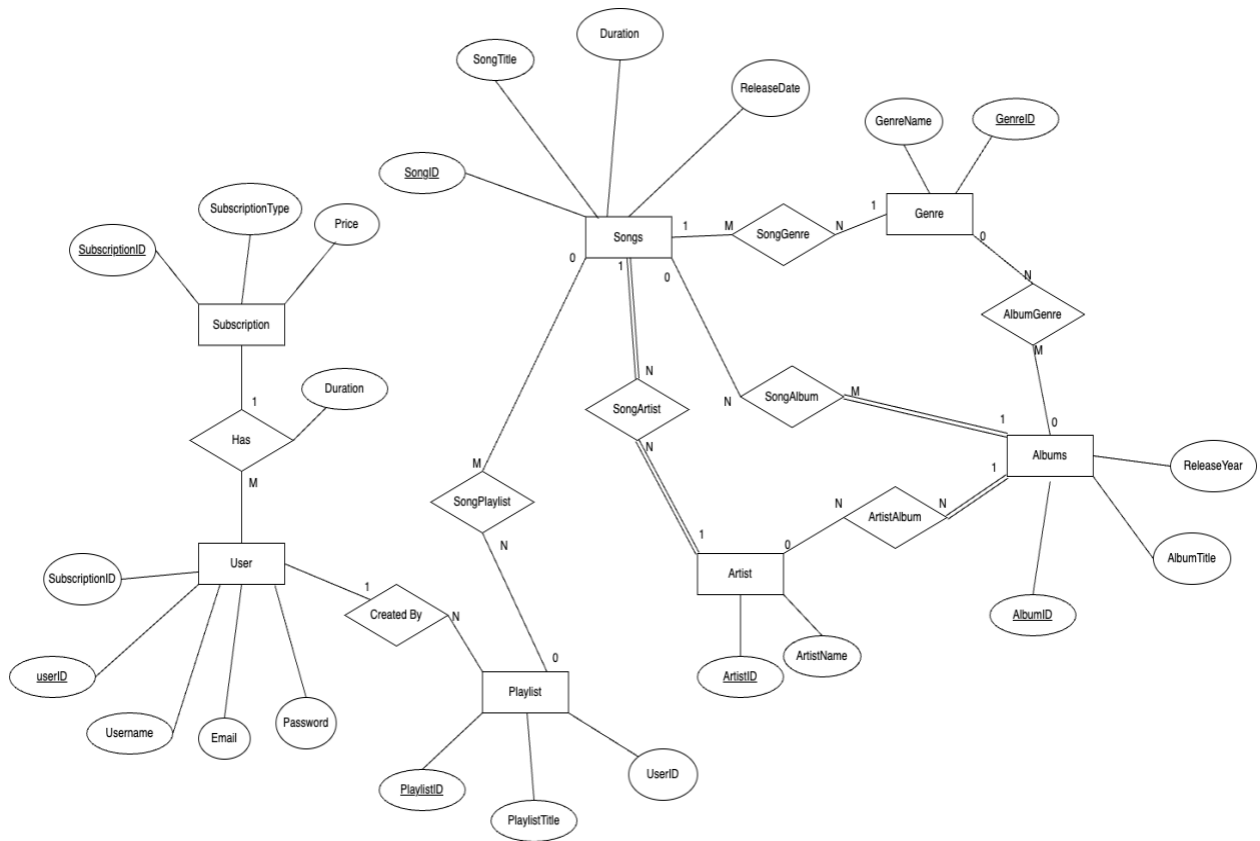 Duration
SongTitle
ReleaseDate
GenreName
GenreID
SongID
SubscriptionType
Price
SubscriptionID
Songs
1
M
SongGenre
N
1
Genre
0
0
1
0
N
AlbumGenre
M
Subscription
1
Duration
Has
M
N
SongArtist
N
SongAlbum
N
M
1
0
Albums
1
ReleaseYear
M
SongPlaylist
N
N
ArtistAlbum
N
1
0
Artist
AlbumTitle
AlbumID
ArtistName
ArtistID
User
SubscriptionID
1
Created By
N
0
Playlist
userID
Username
Email
Password
PlaylistID
PlaylistTitle
UserID